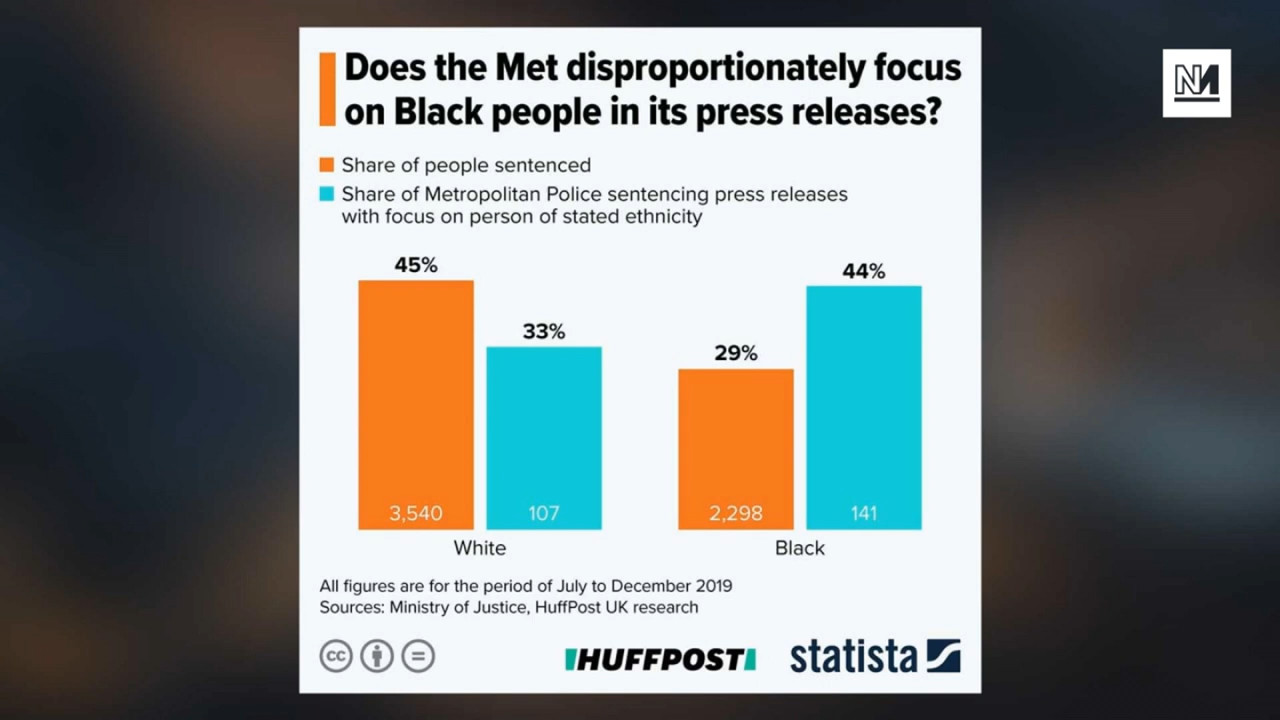 Does the Met disproportionately focus
on Black people in its press releases?
Share of people sentenced
Share of Metropolitan Police sentencing press releases
with focus on person of stated ethnicity
45%
33%
29%
44%
3,540
107
2,298
141
White
Black
All figures are for the period of July to December 2019
Sources: Ministry of Justice, HuffPost UK research
cc
HUFFPOST
statista
NM